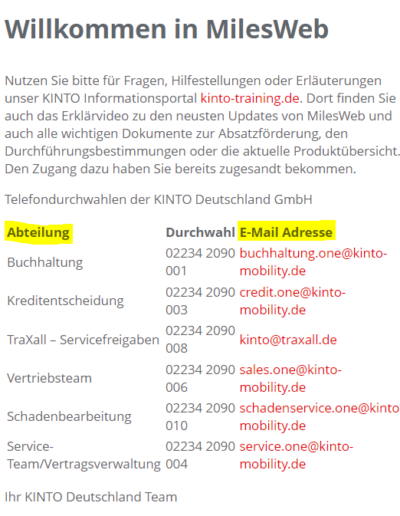 Willkommen in MilesWeb
Nutzen Sie bitte für Fragen, Hilfestellungen oder Erläuterungen
unser KINTO Informationsportal kinto-training.de. Dort finden Sie
auch das Erklärvideo zu den neusten Updates von MilesWeb und
auch alle wichtigen Dokumente zur Absatzförderung, den
Durchführungsbestimmungen oder die aktuelle Produktübersicht.
Den Zugang dazu haben Sie bereits zugesandt bekommen.
Telefondurchwahlen der KINTO Deutschland GmbH
Abteilung Durchwahl E-Mail Adresse
Buchhaltung 02234 2090 buchhaltung.one@kinto-
001 mobility.de
Kreditentscheidung 02234 2090 credit.one@kinto-
003 mobility.de
TraXall – Servicefreigaben 02234 2090 kinto@traxall.de
008
Vertriebsteam 02234 2090 sales.one@kinto-
006 mobility.de
Schadenbearbeitung 02234 2090 schadenservice.one@kinto
010 mobility.de
Service- 02234 2090 service.one@kinto-
Team/Vertragsverwaltung 004 mobility.de
Ihr KINTO Deutschland Team